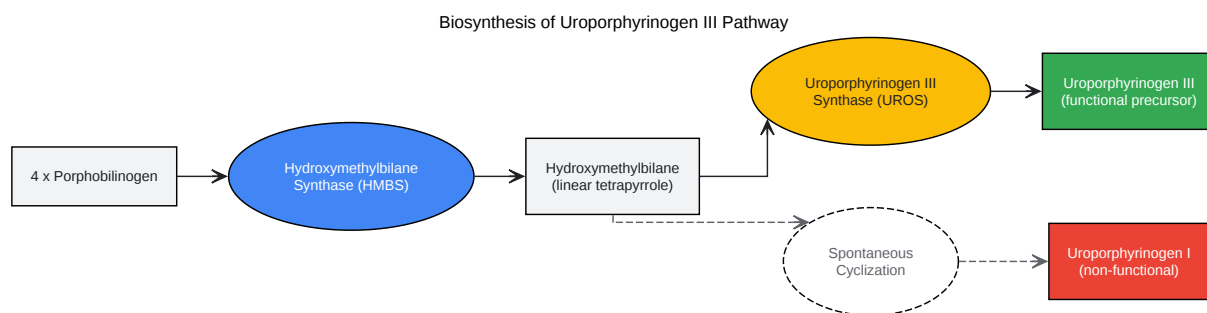 Biosynthesis of Uroporphyrinogen III Pathway
4 x Porphobilinogen
Hydroxymethylbilane
Synthase (HMBS)
Hydroxymethylbilane
(linear tetrapyrrole)
Uroporphyrinogen III
Synthase (UROS)
Uroporphyrinogen III
(functional precursor)
Spontaneous
Cyclization
Uroporphyrinogen I
(non-functional)